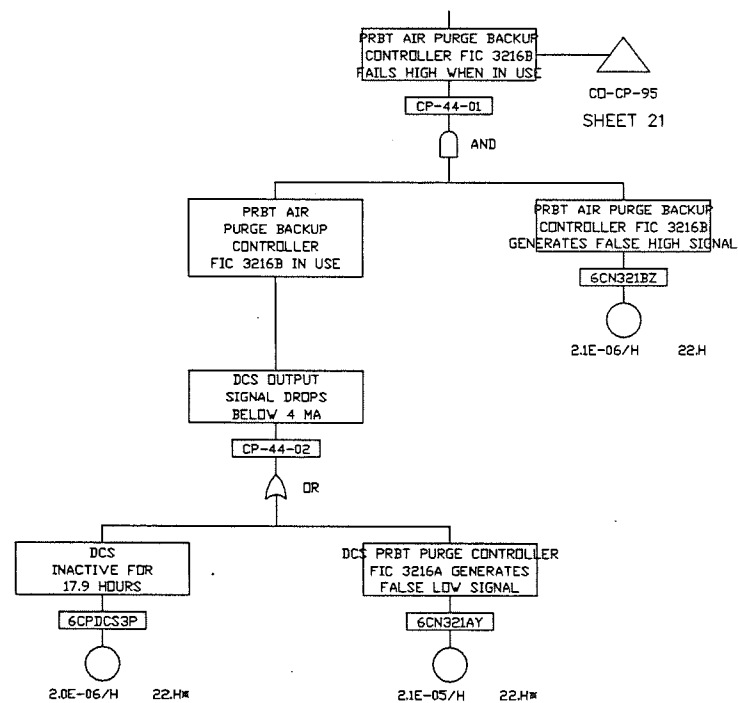 PRBT AIR PURGE BACKUP
CONTROLLER FIC 3216B
FAILS HIGH WHEN IN USE
CO-CP-95
SHEET 21
CP-44-01
AND
PRBT AIR
PURGE BACKUP
CONTROLLER
FIC 3216B IN USE
PRBT AIR PURGE BACKUP
CONTROLLER FIC 3216B
GENERATES FALSE HIGH SIGNAL
6CN321BZ
2.1E-06/H 22.H
DCS OUTPUT
SIGNAL DROPS
BELOW 4 MA
CP-44-02
OR
DCS
INACTIVE FOR
17.9 HOURS
6CPDCS3P
2.0E-06/H 22.H*
DCS PRBT PURGE CONTROLLER
FIC 3216A GENERATES
FALSE LOW SIGNAL
6CN321AY
2.1E-05/H 22.H*